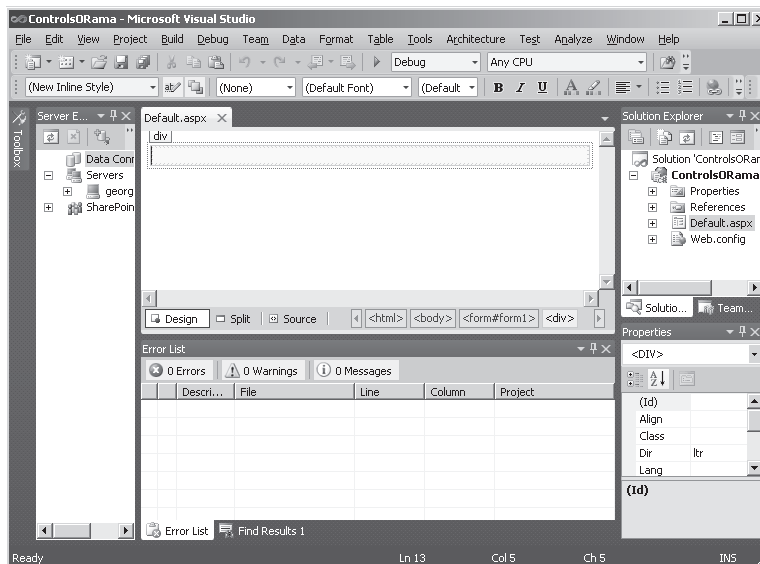 ControlsORama - Microsoft Visual Studio
File Edit View Project Build Debug Team Data Format Table Tools Architecture Test Analyze Window Help
Debug Any CPU
(New Inline Style) (None) (Default Font) (Default B I U A
Toolbox
Server E...
Data Conn
Servers
georg
SharePoin
Default.aspx
div
Design Split Source <html> <body> <form#form1> <div>
Error List
0 Errors 0 Warnings 0 Messages
Descri... File Line Column Project
Error List Find Results 1
Solution Explorer
Solution 'ControlsORar
ControlsORama
Properties
References
Default.aspx
Web.config
Solutio... Team...
Properties
<DIV>
(Id)
Align
Class
Dir ltr
Lang
(Id)
Ready Ln 13 Col 5 Ch 5 INS